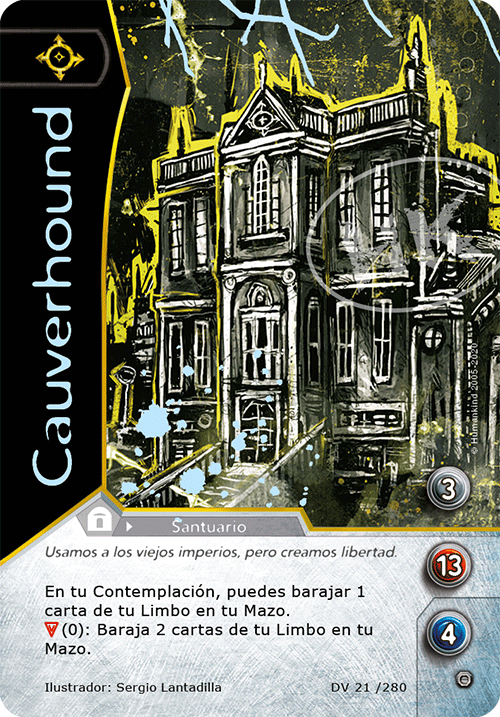 Cauverhound
HK
© Humankind 2005-2020
3
Santuario
Usamos a los viejos imperios, pero creamos libertad.
13
En tu Contemplación, puedes barajar 1
carta de tu Limbo en tu Mazo.
(0): Baraja 2 cartas de tu Limbo en tu
Mazo.
4
Ilustrador: Sergio Lantadilla
DV 21 /280